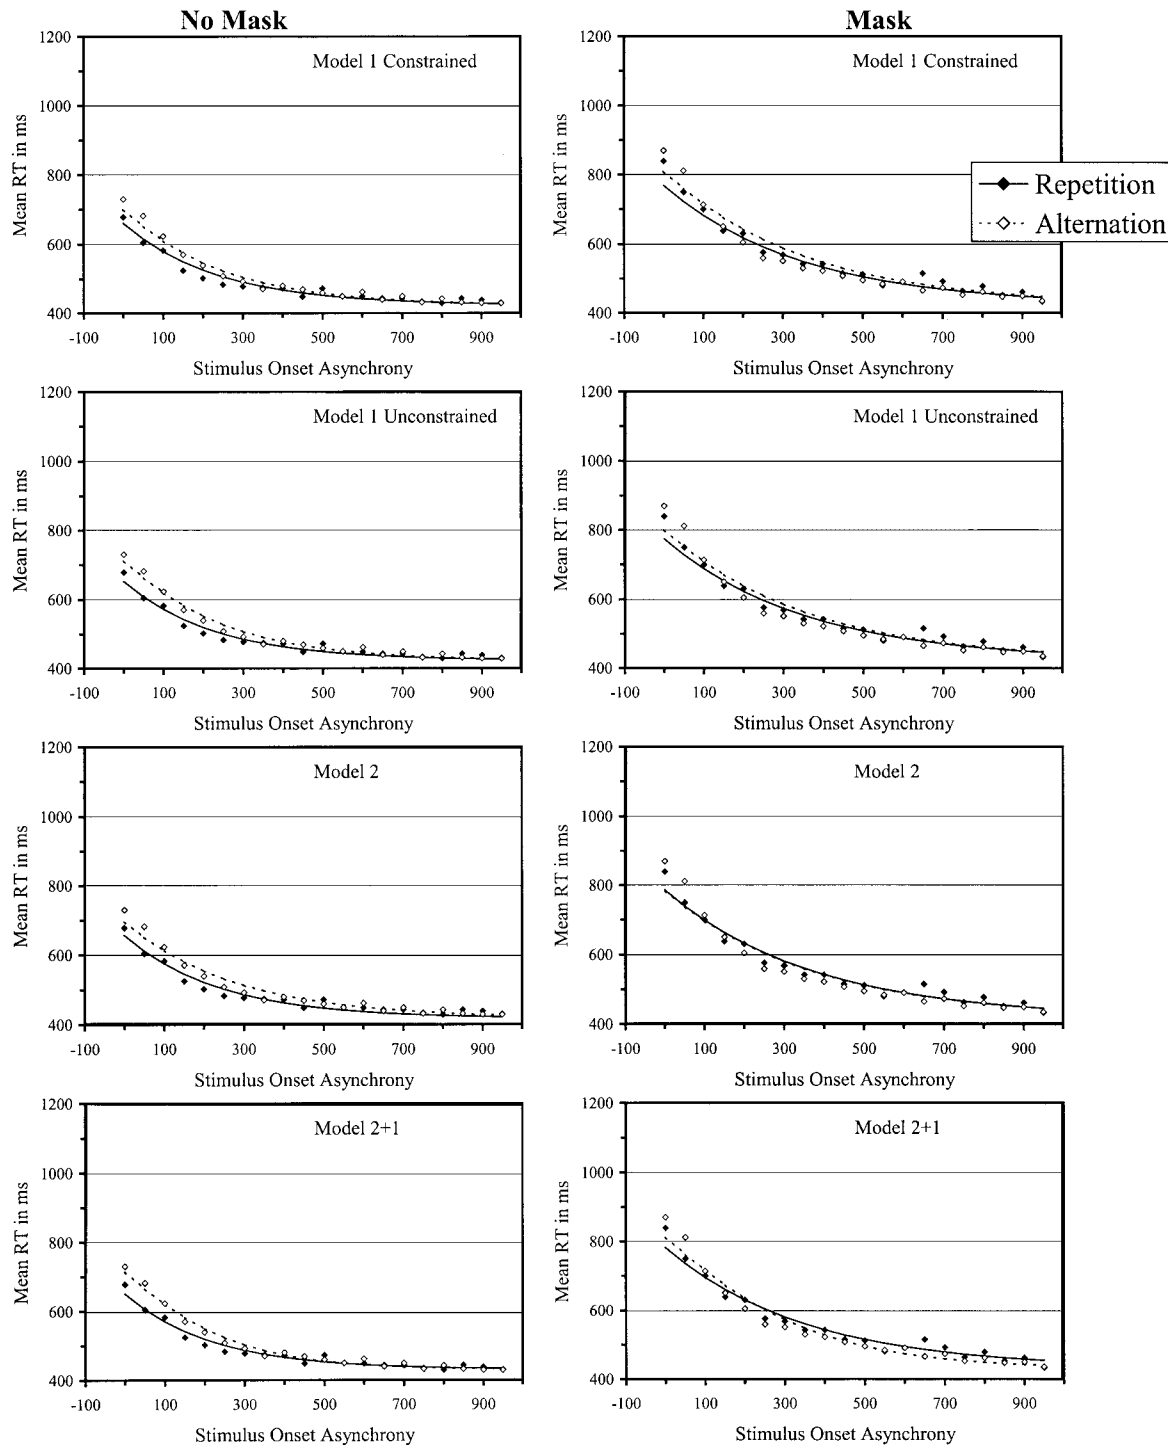 No Mask
Mask
1200
Model 1 Constrained
1000
800
600
400
-100 100 300 500 700 900
Mean RT in ms
Stimulus Onset Asynchrony
1200
Model 1 Constrained
1000
800
600
400
-100 100 300 500 700 900
Mean RT in ms
Stimulus Onset Asynchrony
Repetition
Alternation
1200
Model 1 Unconstrained
1000
800
600
400
-100 100 300 500 700 900
Mean RT in ms
Stimulus Onset Asynchrony
1200
Model 1 Unconstrained
1000
800
600
400
-100 100 300 500 700 900
Mean RT in ms
Stimulus Onset Asynchrony
1200
Model 2
1000
800
600
400
-100 100 300 500 700 900
Mean RT in ms
Stimulus Onset Asynchrony
1200
Model 2
1000
800
600
400
-100 100 300 500 700 900
Mean RT in ms
Stimulus Onset Asynchrony
1200
Model 2+1
1000
800
600
400
-100 100 300 500 700 900
Mean RT in ms
Stimulus Onset Asynchrony
1200
Model 2+1
1000
800
600
400
-100 100 300 500 700 900
Mean RT in ms
Stimulus Onset Asynchrony